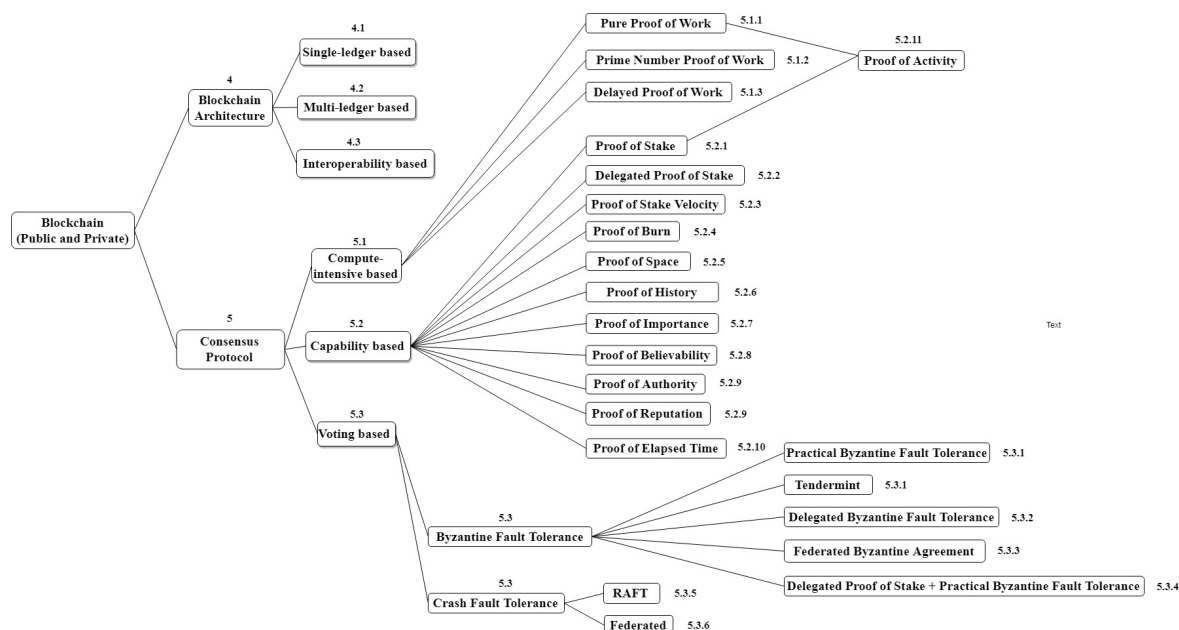 Blockchain
(Public and Private)
4
Blockchain
Architecture
4.1
Single-ledger based
4.2
Multi-ledger based
4.3
Interoperability based
5
Consensus
Protocol
5.1
Compute-
intensive based
5.2
Capability based
5.3
Voting based
Pure Proof of Work
5.1.1
Prime Number Proof of Work
5.1.2
Delayed Proof of Work
5.1.3
5.2.11
Proof of Activity
Proof of Stake
5.2.1
Delegated Proof of Stake
5.2.2
Proof of Stake Velocity
5.2.3
Proof of Burn
5.2.4
Proof of Space
5.2.5
Proof of History
5.2.6
Proof of Importance
5.2.7
Proof of Believability
5.2.8
Proof of Authority
5.2.9
Proof of Reputation
5.2.9
Proof of Elapsed Time
5.2.10
5.3
Byzantine Fault Tolerance
Practical Byzantine Fault Tolerance
5.3.1
Tendermint
5.3.1
Delegated Byzantine Fault Tolerance
5.3.2
Federated Byzantine Agreement
5.3.3
Delegated Proof of Stake + Practical Byzantine Fault Tolerance
5.3.4
5.3
Crash Fault Tolerance
RAFT
5.3.5
Federated
5.3.6
Text